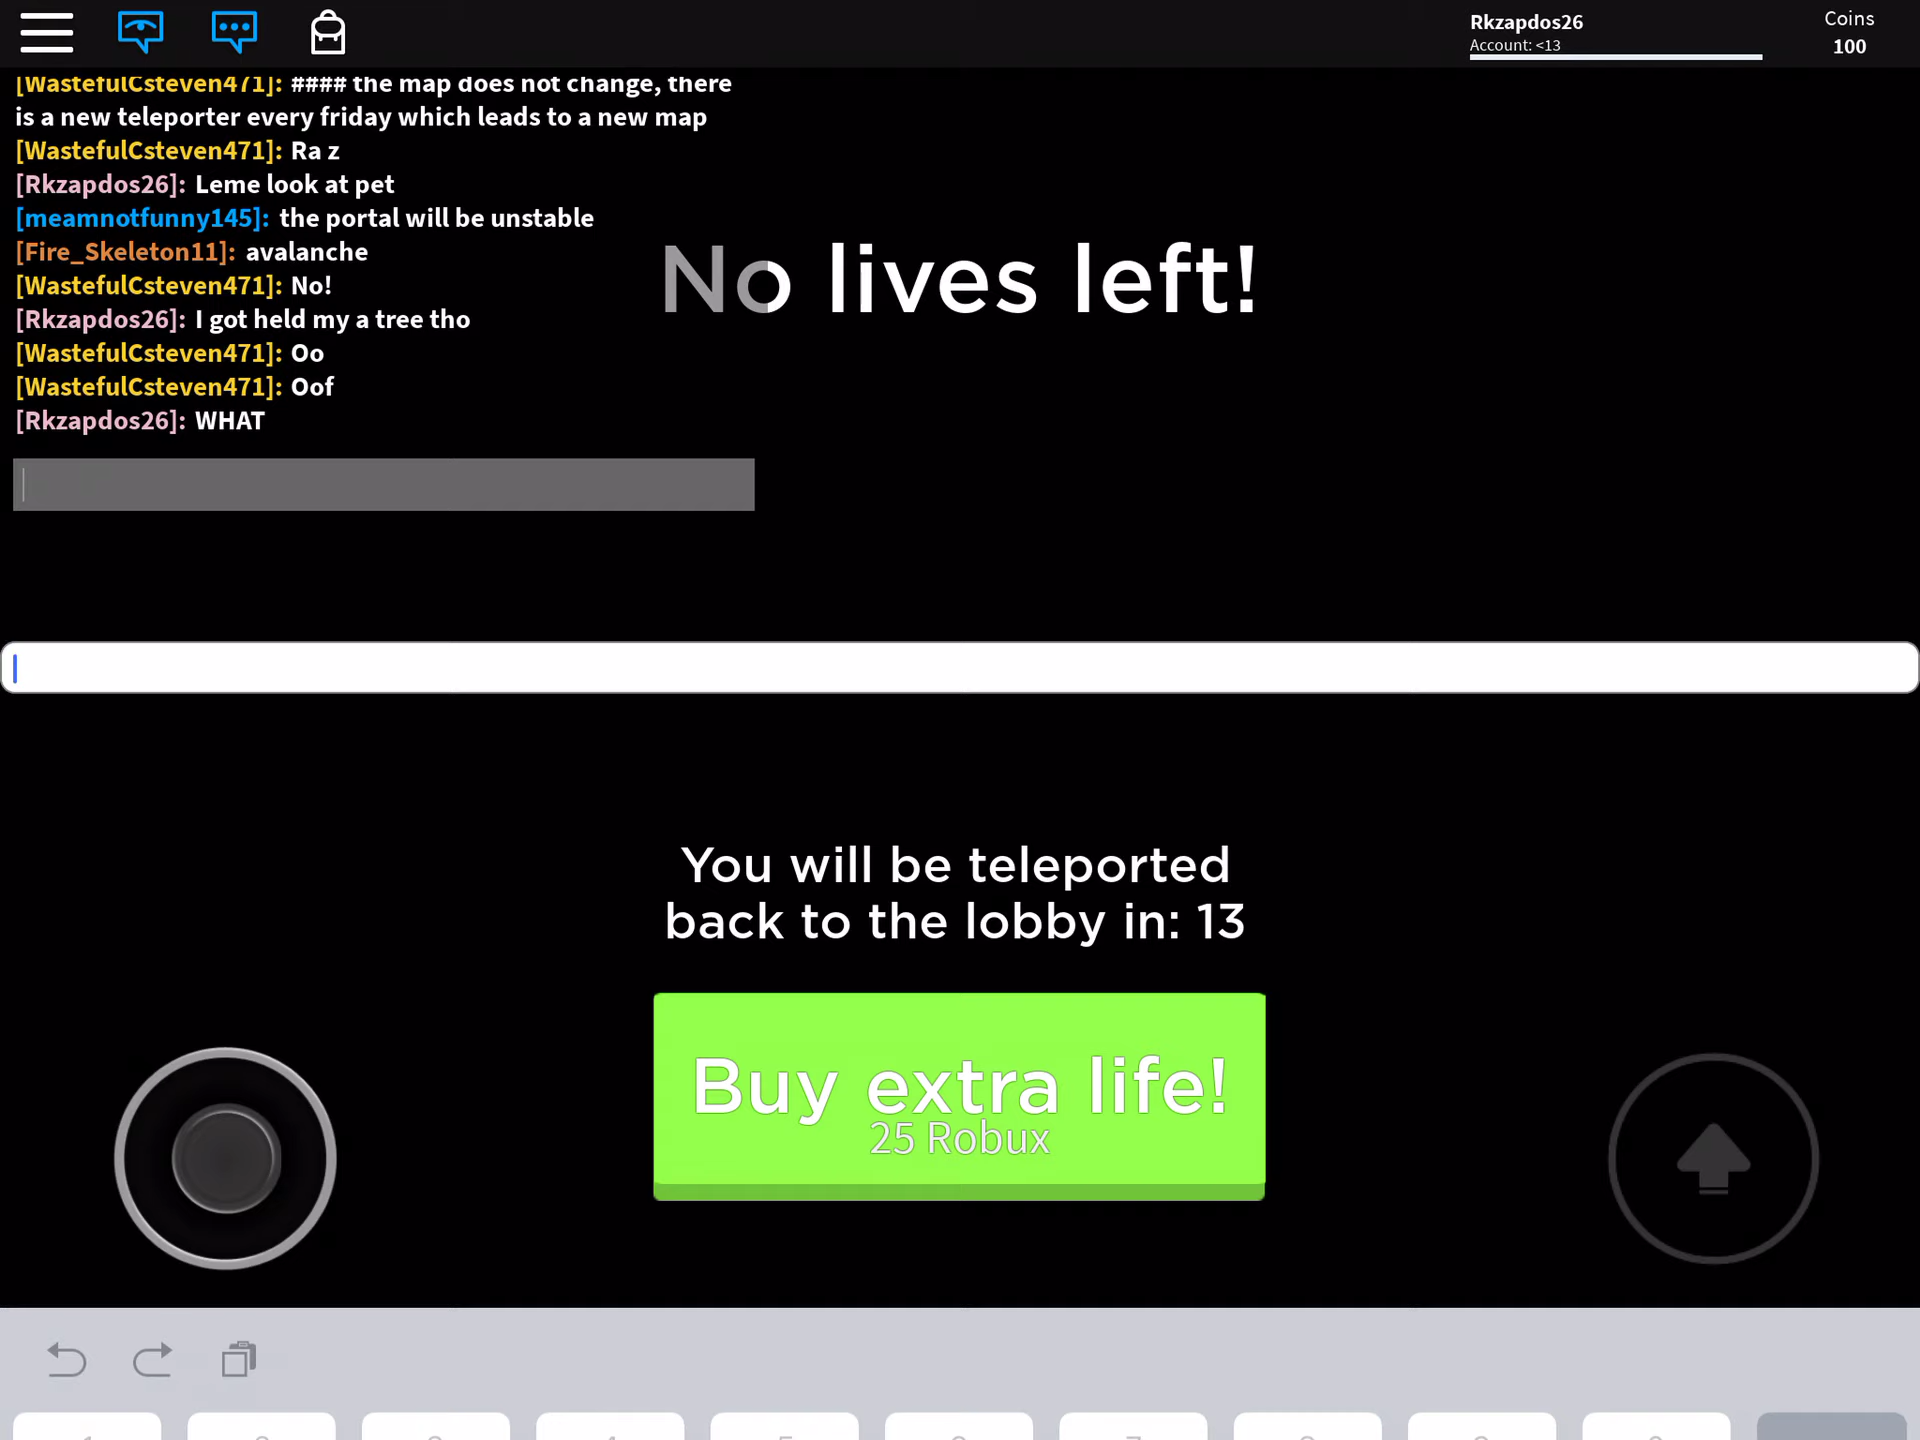 Rkzapdos26
Account: <13
Coins
100
[WastefulCsteven471]: #### the map does not change, there
is a new teleporter every friday which leads to a new map
[WastefulCsteven471]: Ra z
[Rkzapdos26]: Leme look at pet
[meamnotfunny145]: the portal will be unstable
[Fire_Skeleton11]: avalanche
[WastefulCsteven471]: No!
[Rkzapdos26]: I got held my a tree tho
[WastefulCsteven471]: Oo
[WastefulCsteven471]: Oof
[Rkzapdos26]: WHAT
No lives left!
You will be teleported
back to the lobby in: 13
Buy extra life!
25 Robux